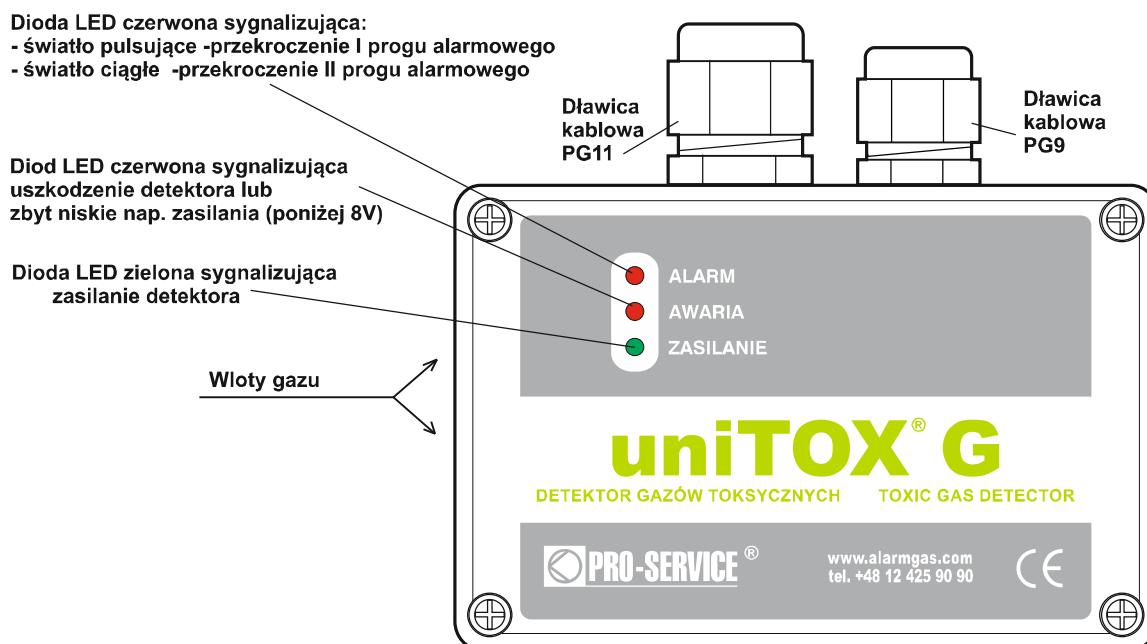 Dioda LED czerwona sygnalizująca:
- światło pulsujące -przekroczenie I progu alarmowego
- światło ciągłe -przekroczenie II progu alarmowego
Dławica
kablowa
PG11
Dławica
kablowa
PG9
Diod LED czerwona sygnalizująca
uszkodzenie detektora lub
zbyt niskie nap. zasilania (poniżej 8V)
Dioda LED zielona sygnalizująca
zasilanie detektora
ALARM
AWARIA
ZASILANIE
Wloty gazu
uniTOX® G
DETEKTOR GAZÓW TOKSYCZNYCH TOXIC GAS DETECTOR
PRO-SERVICE ®
www.alarmgas.com
tel. +48 12 425 90 90
CE